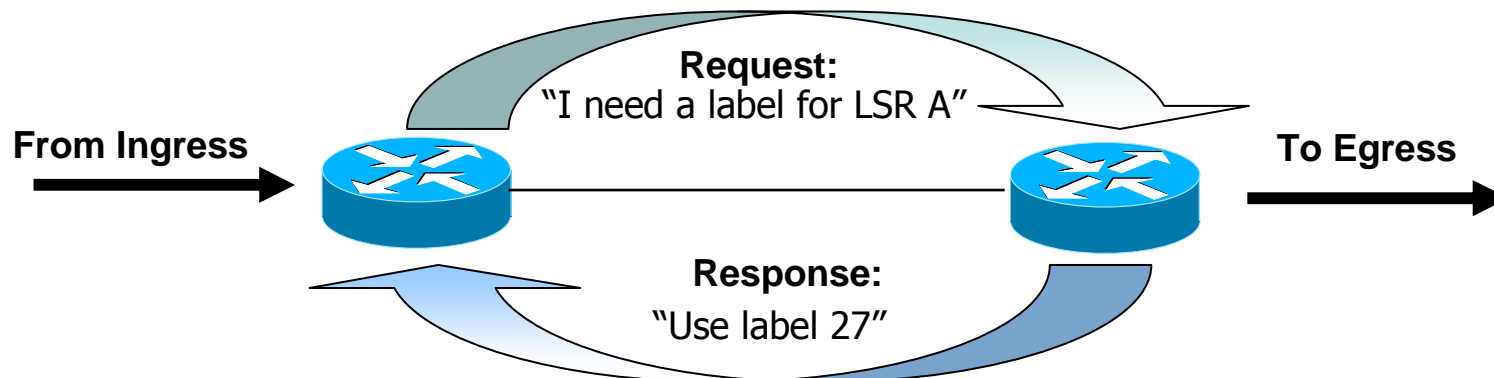 Request:
“I need a label for LSR A”
From Ingress
To Egress
Response:
“Use label 27”